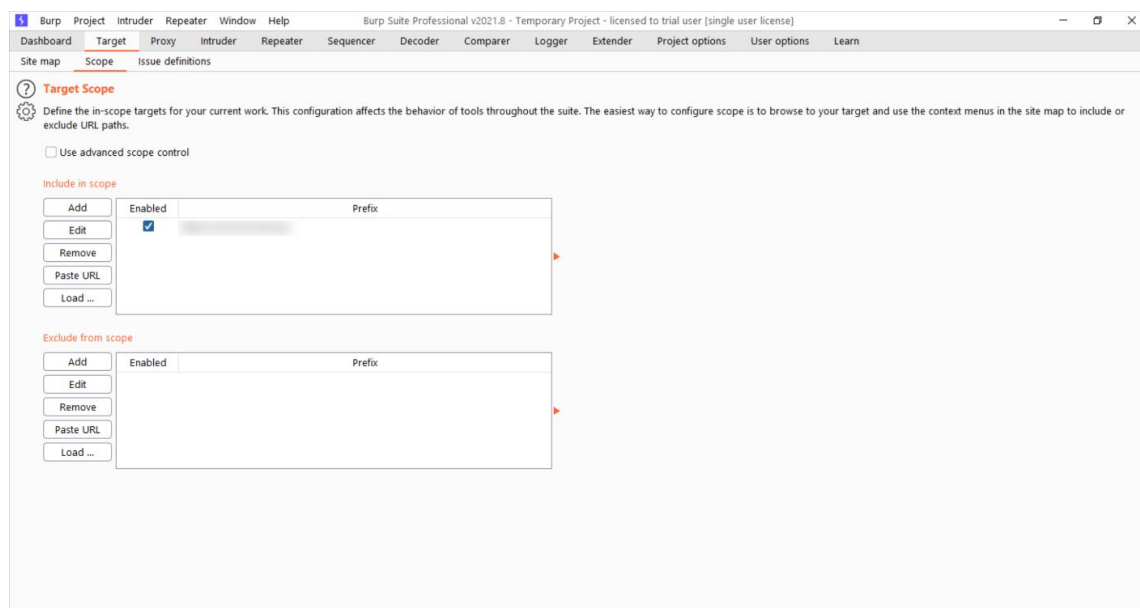 Burp Project Intruder Repeater Window Help Burp Suite Professional v2021.8 - Temporary Project - licensed to trial user [single user license]
Dashboard Target Proxy Intruder Repeater Sequencer Decoder Comparer Logger Extender Project options User options Learn
Site map Scope Issue definitions
? Target Scope
Define the in-scope targets for your current work. This configuration affects the behavior of tools throughout the suite. The easiest way to configure scope is to browse to your target and use the context menus in the site map to include or
exclude URL paths.
Use advanced scope control
Include in scope
Add Enabled Prefix
Edit
Remove
Paste URL
Load ...
Exclude from scope
Add Enabled Prefix
Edit
Remove
Paste URL
Load ...